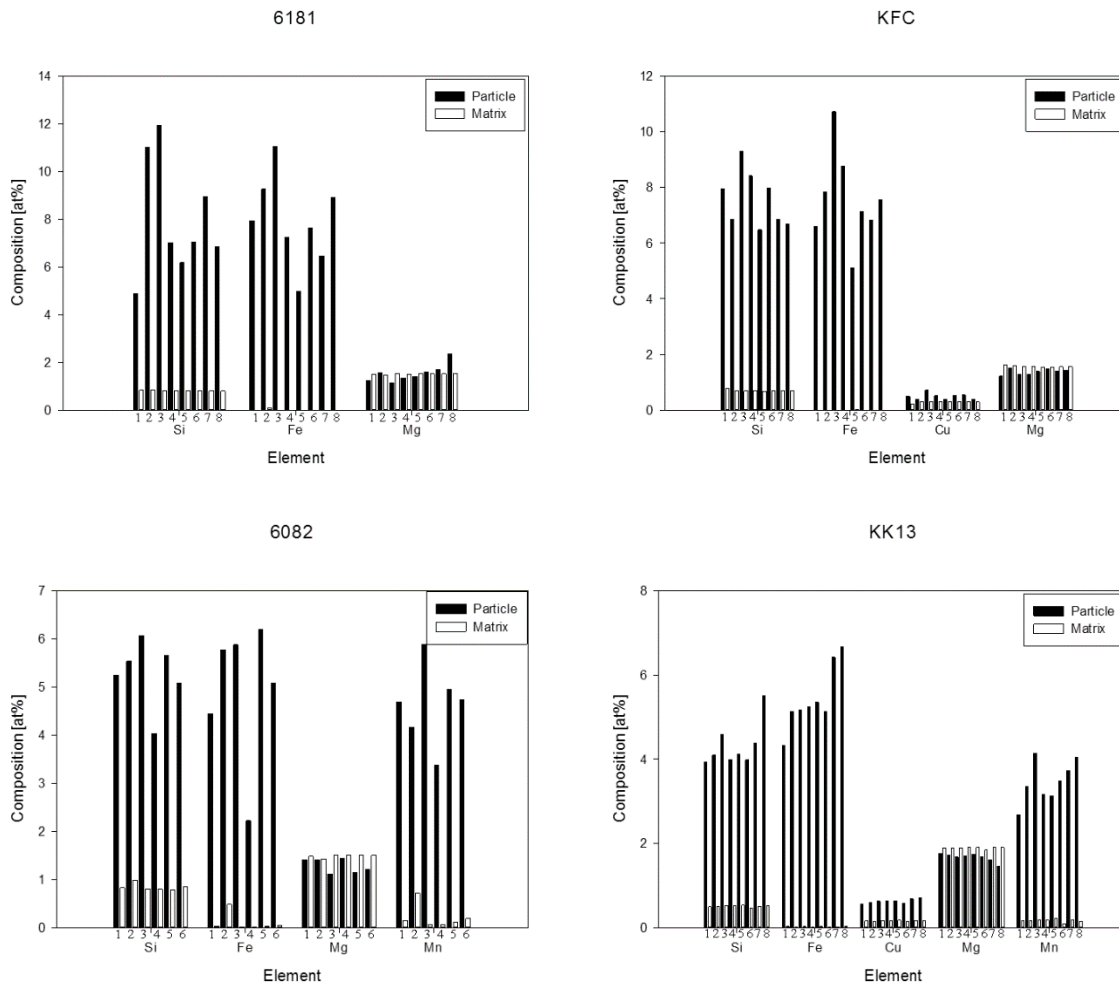 6181
14
12
10
8
6
4
2
0
Composition [at%]
Particle
Matrix
1 2 3 4 5 6 7 8
1 2 3 4 5 6 7 8
1 2 3 4 5 6 7 8
Si Fe Mg
Element
KFC
12
10
8
6
4
2
0
Composition [at%]
Particle
Matrix
1 2 3 4 5 6 7 8
1 2 3 4 5 6 7 8
1 2 3 4 5 6 7 8
1 2 3 4 5 6 7 8
Si Fe Cu Mg
Element
6082
7
6
5
4
3
2
1
0
Composition [at%]
Particle
Matrix
1 2 3 4 5 6
1 2 3 4 5 6
1 2 3 4 5 6
1 2 3 4 5 6
Si Fe Mg Mn
Element
KK13
8
6
4
2
0
Composition [at%]
Particle
Matrix
1 2 3 4 5 6 7 8
1 2 3 4 5 6 7 8
1 2 3 4 5 6 7 8
1 2 3 4 5 6 7 8
1 2 3 4 5 6 7 8
Si Fe Cu Mg Mn
Element